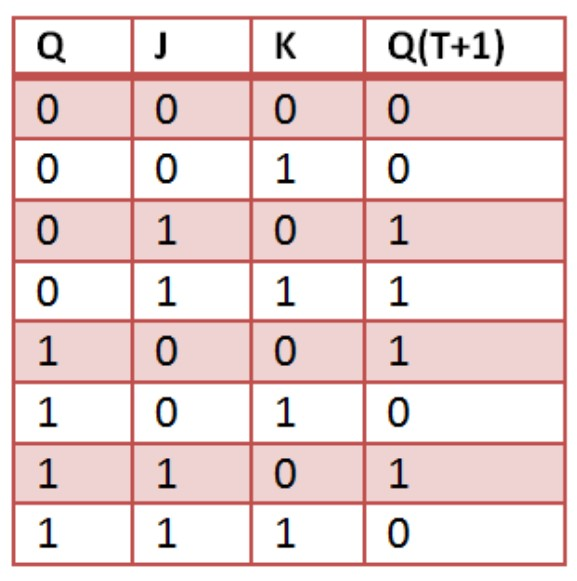 Q J K Q(T+1)
0 0 0 0
0 0 1 0
0 1 0 1
0 1 1 1
1 0 0 1
1 0 1 0
1 1 0 1
1 1 1 0